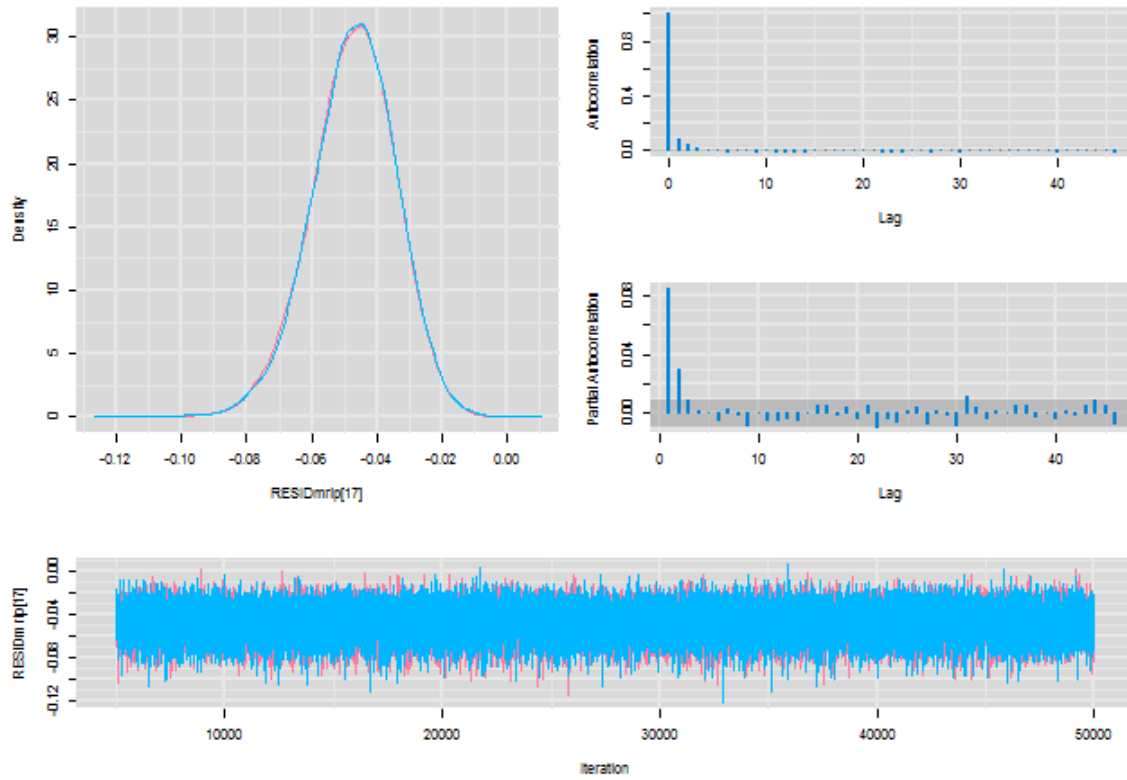 Density
0 5 10 15 20 25 30
-0.12 -0.10 -0.08 -0.06 -0.04 -0.02 0.00
RESIDmrip[17]
Autocorrelation
0.0 0.4 0.8
0 10 20 30 40
Lag
Partial Autocorrelation
0.00 0.04 0.08
0 10 20 30 40
Lag
RESIDmrip[17]
-0.12 -0.08 -0.04 0.00
10000 20000 30000 40000 50000
Iteration